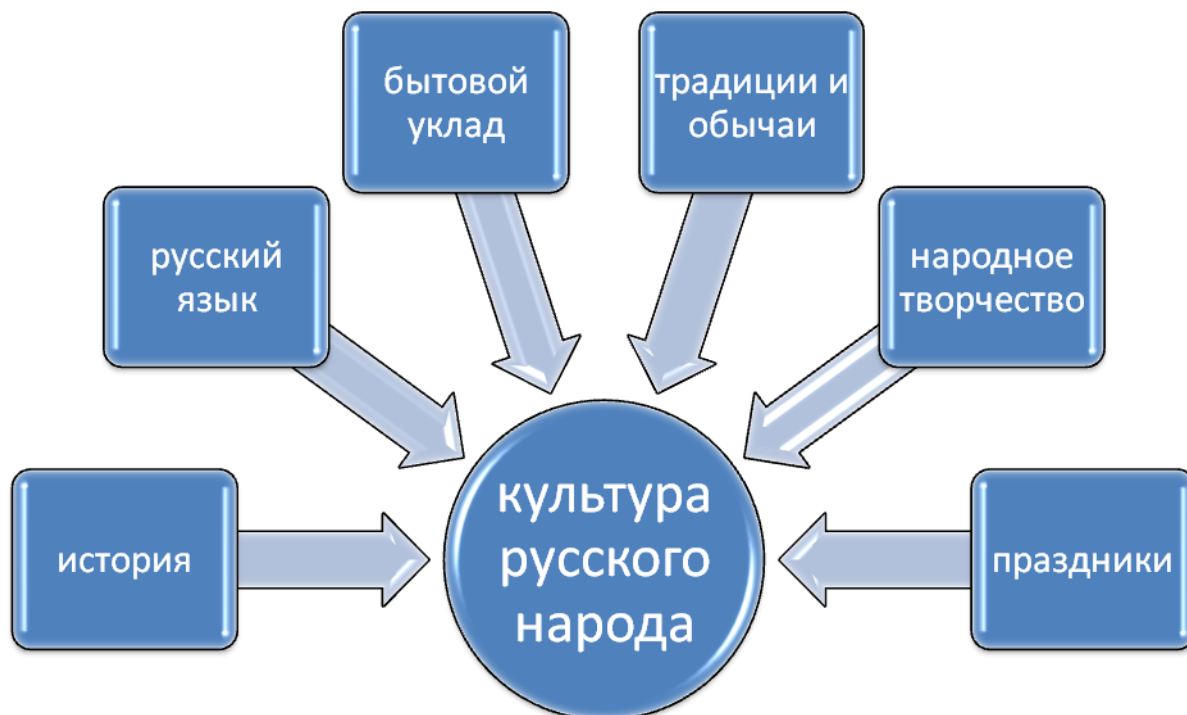 бытовой
уклад
традиции и
обычаи
русский
язык
народное
творчество
история
культура
русского
народа
праздники